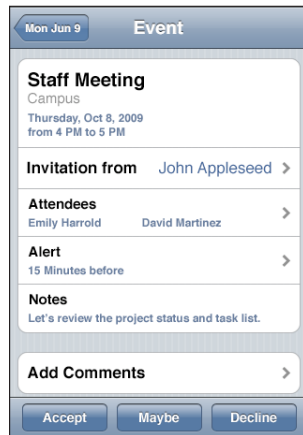 Mon Jun 9
Event
Staff Meeting
Campus
Thursday, Oct 8, 2009
from 4 PM to 5 PM
Invitation from John Appleseed
Attendees
Emily Harrold David Martinez
Alert
15 Minutes before
Notes
Let's review the project status and task list.
Add Comments
Accept Maybe Decline